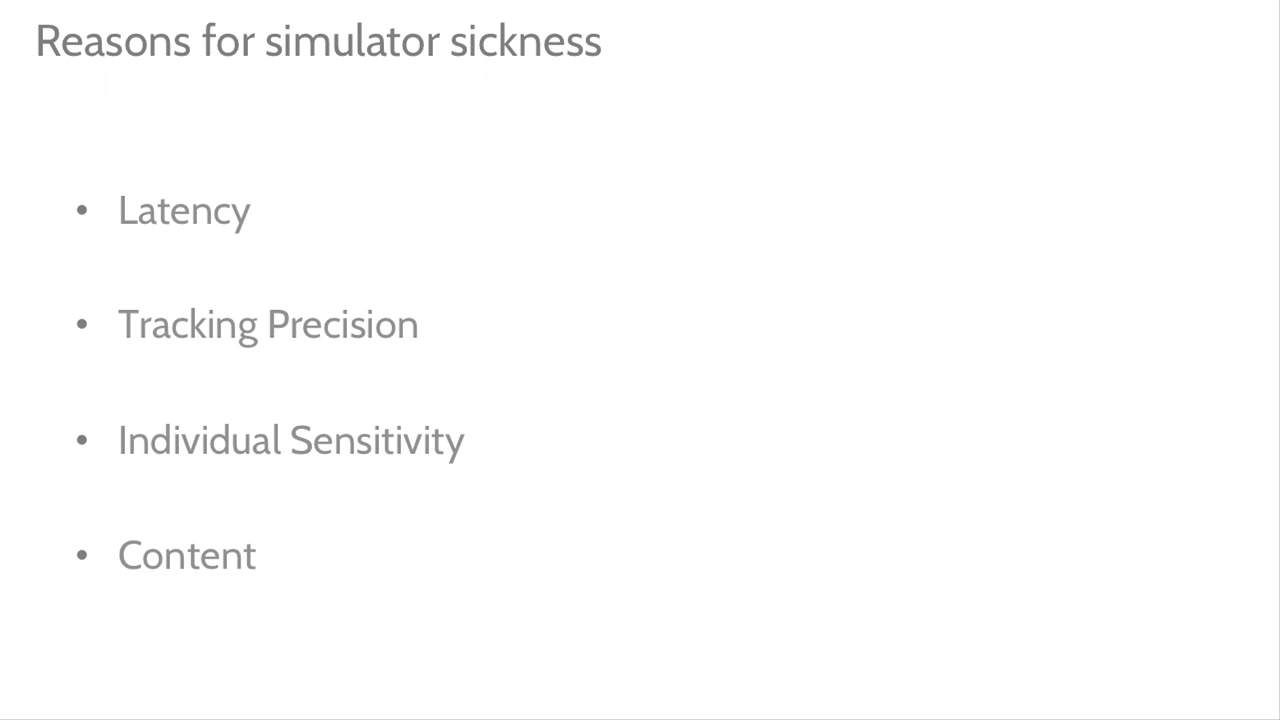 Reasons for simulator sickness
• Latency
• Tracking Precision
• Individual Sensitivity
• Content